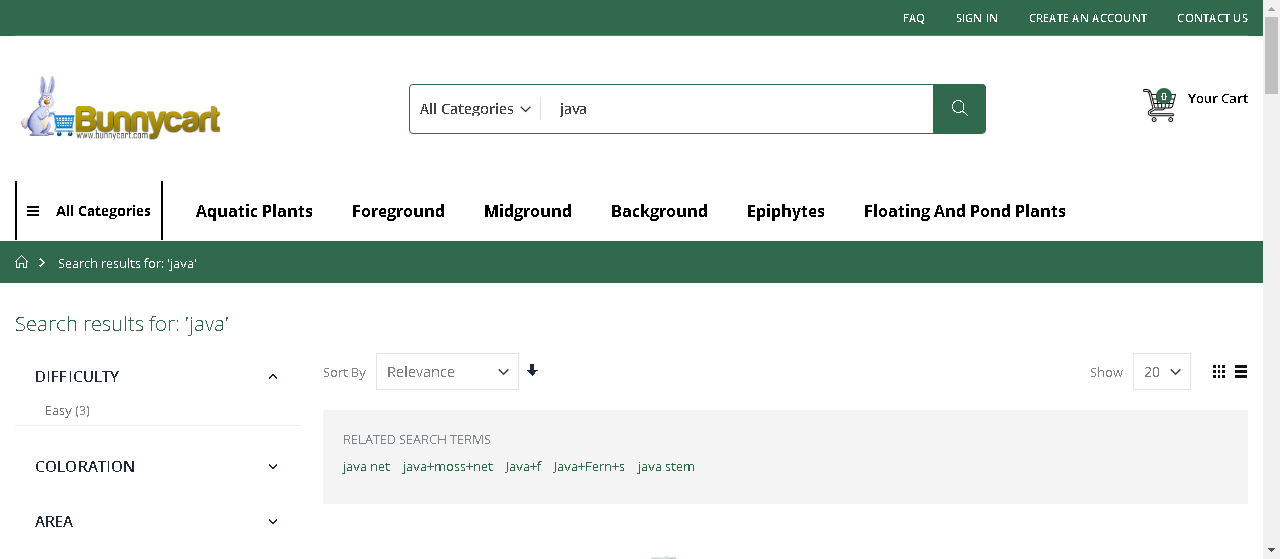 FAQ SIGN IN CREATE AN ACCOUNT CONTACT US
Bunnycart
www.bunnycart.com
All Categories java
0 Your Cart
All Categories Aquatic Plants Foreground Midground Background Epiphytes Floating And Pond Plants
Search results for: 'java'
Search results for: 'java'
DIFFICULTY
Easy (3)
COLORATION
AREA
Sort By Relevance Show 20
RELATED SEARCH TERMS
java net java+moss+net Java+f Java+Fern+s java stem